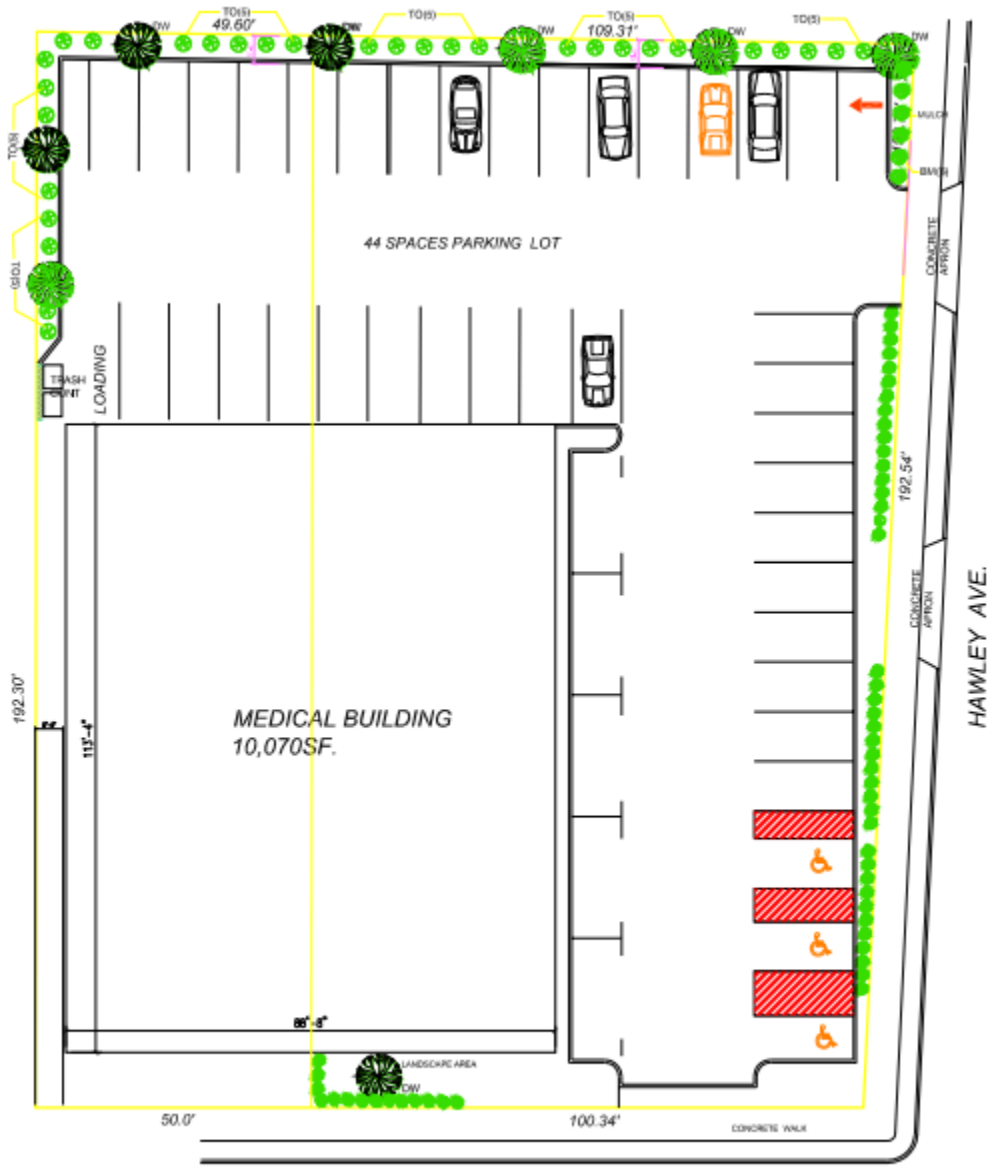 TO(5)
49.60'
DW
DW
TO(5)
TO(5)
109.31'
DW
TO(5)
DW
DW
MULCH
BM(5)
TO(5)
TO(5)
44 SPACES PARKING LOT
CONCRETE
APRON
TRASH
CONT
LOADING
192.54'
CONCRETE
APRON
HAWLEY AVE.
192.30'
113'-4"
MEDICAL BUILDING
10,070SF.
LANDSCAPE AREA
DW
50.0'
100.34'
CONCRETE WALK